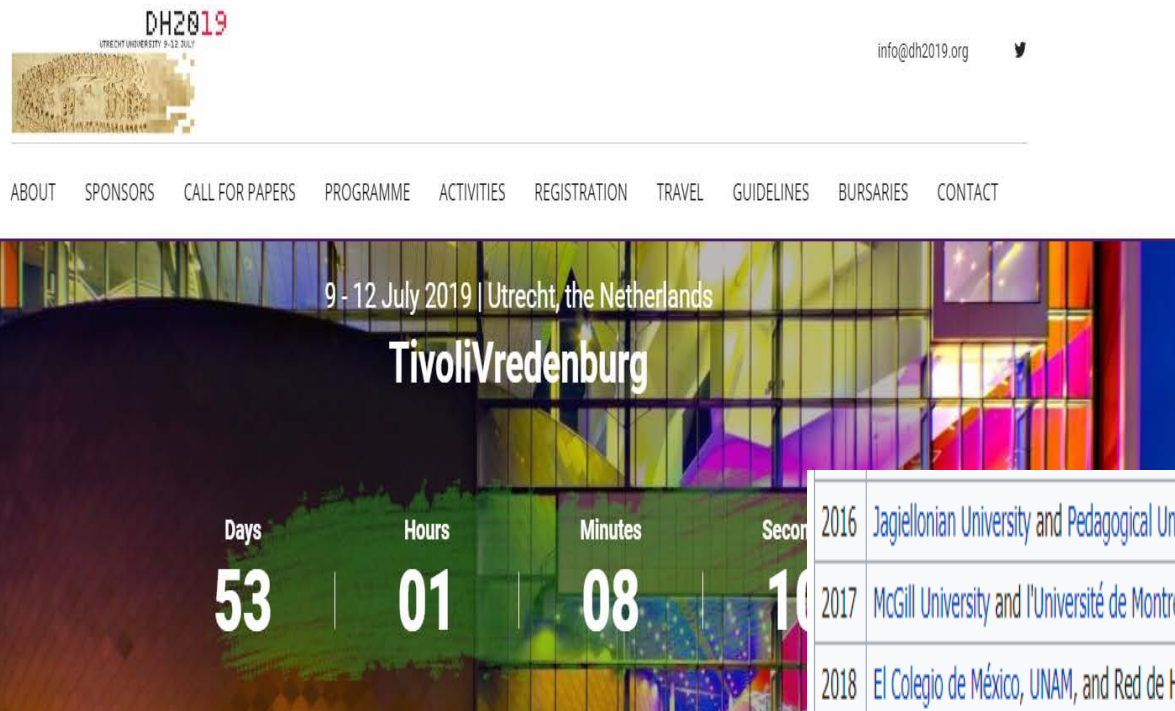 DH2019
UTRECHT UNIVERSITY 9-12 JULY
info@dh2019.org
ABOUT SPONSORS CALL FOR PAPERS PROGRAMME ACTIVITIES REGISTRATION TRAVEL GUIDELINES BURSARIES CONTACT
9 - 12 July 2019 | Utrecht, the Netherlands
TivoliVredenburg
Days Hours Minutes
53 01 08
2016 Jagiellonian University and Pedagogical
2017 McGill University and l'Université de
2018 El Colegio de México, UNAM, and Red de